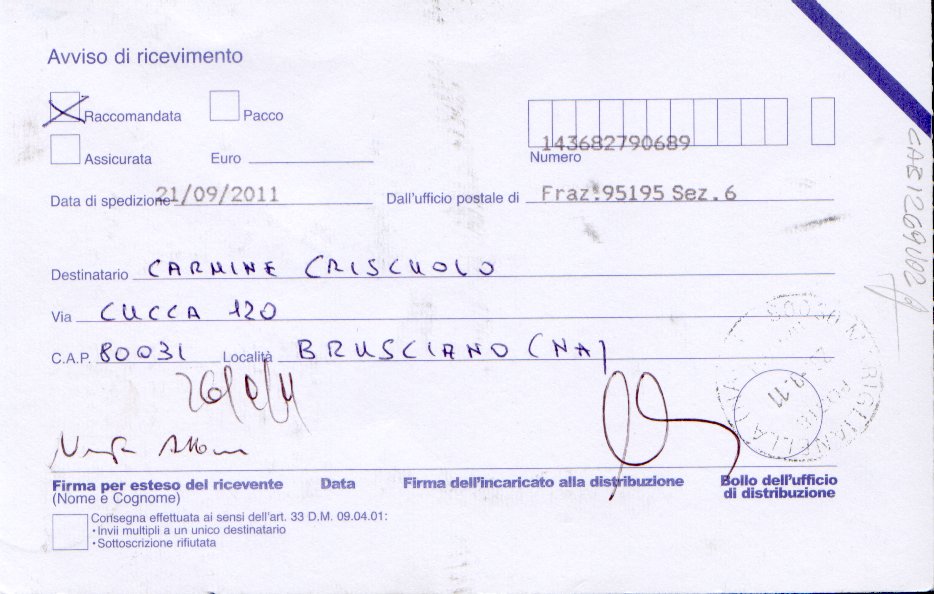 Avviso di ricevimento
Raccomandata Pacco
Assicurata Euro
143682790689
Numero
Data di spedizione 21/09/2011 Dall'ufficio postale di Fraz.95195 Sez.6
Destinatario CARMINE CRISCUOLO
Via CUCCA 120
C.A.P. 80031 Località BRUSCIANO (NA)
Firma per esteso del ricevente Data Firma dell'incaricato alla distribuzione Bollo dell'ufficio
(Nome e Cognome) di distribuzione
Consegna effettuata ai sensi dell'art. 33 D.M. 09.04.01:
• Invii multipli a un unico destinatario
• Sottoscrizione rifiutata